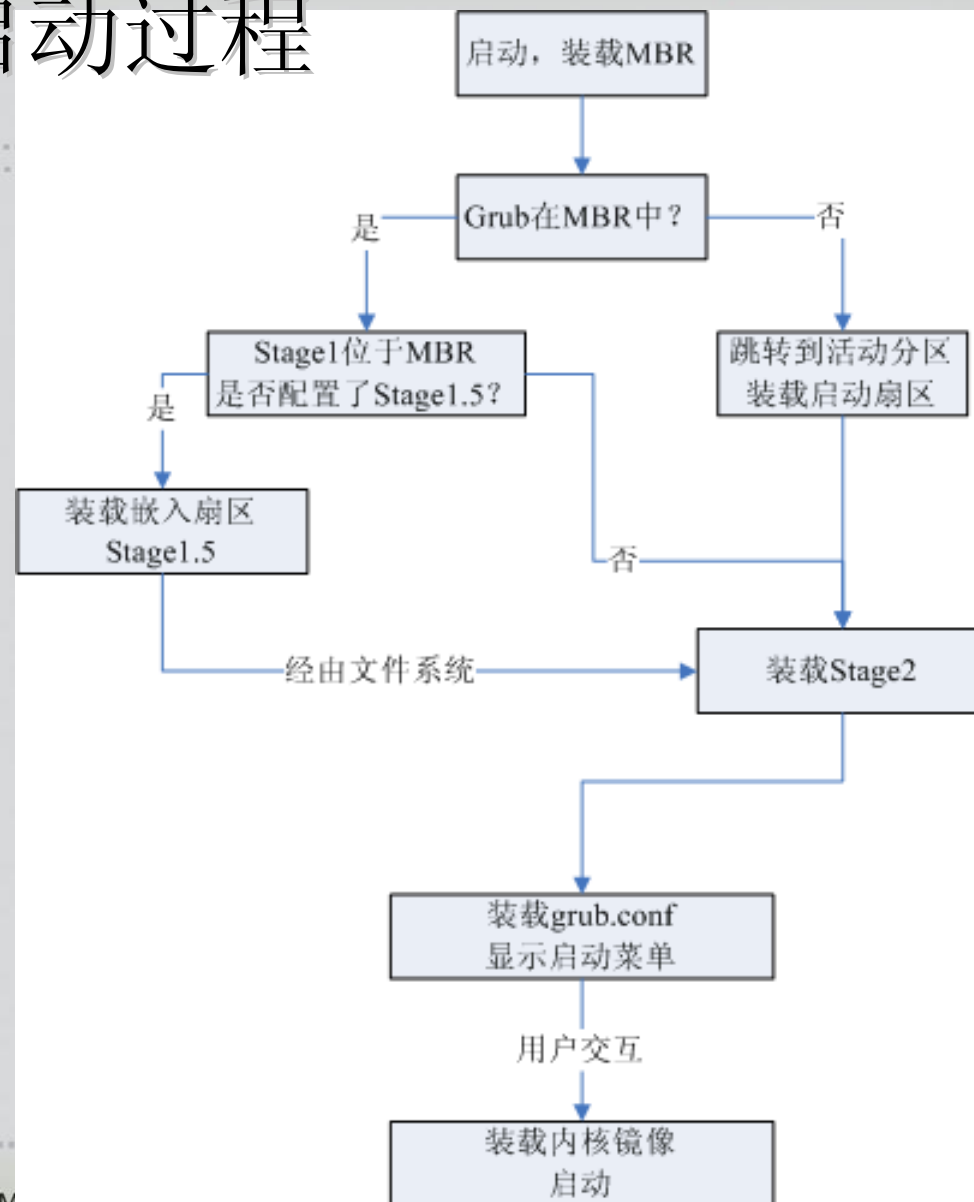 启动过程
启动，装载MBR
Grub在MBR中？
是
否
Stage1位于MBR
是否配置了Stage1.5？
跳转到活动分区
装载启动扇区
是
装载嵌入扇区
Stage1.5
否
经由文件系统
装载Stage2
装载grub.conf
显示启动菜单
用户交互
装载内核镜像
启动